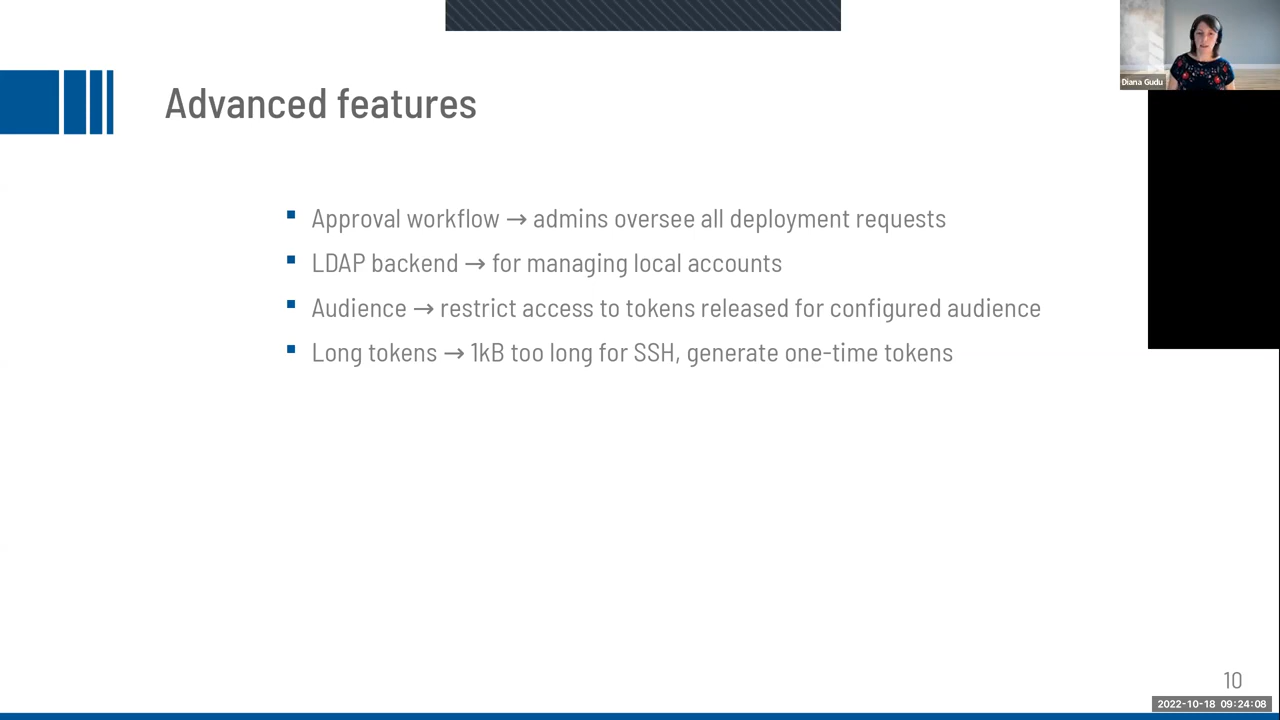 Diana Gudu
Advanced features
Approval workflow → admins oversee all deployment requests
LDAP backend → for managing local accounts
Audience → restrict access to tokens released for configured audience
Long tokens → 1kB too long for SSH, generate one-time tokens
10
2022-10-18 09:24:08